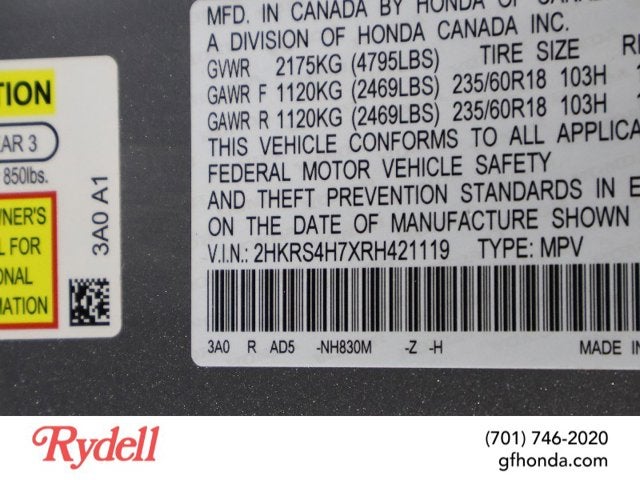 TION
AR 3
850lbs.
WNER'S
L FOR
ONAL
MATION
3A0 A1
MFD. IN CANADA BY HONDA OF
A DIVISION OF HONDA CANADA INC.
GVWR 2175KG (4795LBS) TIRE SIZE
GAWR F 1120KG (2469LBS) 235/60R18 103H
GAWR R 1120KG (2469LBS) 235/60R18 103H
THIS VEHICLE CONFORMS TO ALL APPLICA
FEDERAL MOTOR VEHICLE SAFETY
AND THEFT PREVENTION STANDARDS IN E
ON THE DATE OF MANUFACTURE SHOWN
V.I.N.: 2HKRS4H7XRH421119 TYPE: MPV
3A0 R AD5 -NH830M -Z -H MADE IN
Rydell
(701) 746-2020
gfhonda.com